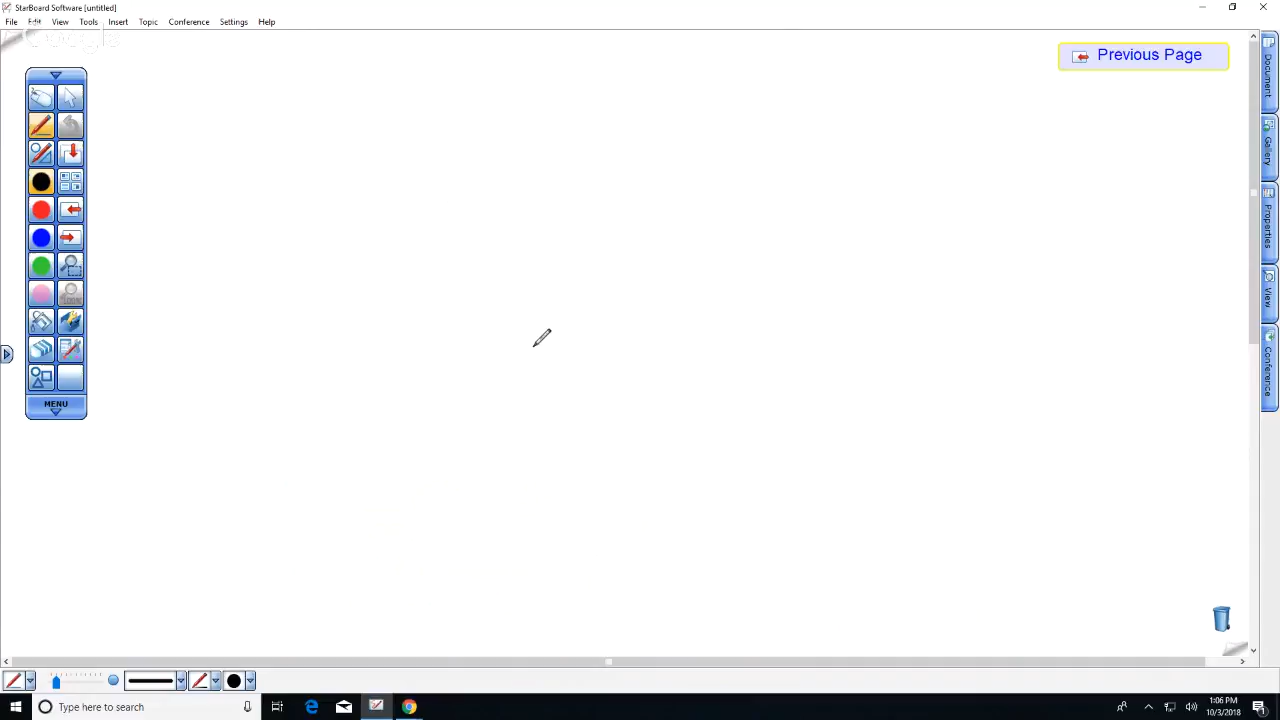 StarBoard Software [untitled]
File Edit View Tools Insert Topic Conference Settings Help
Previous Page
Document
Gallery
Properties
View
Conference
MENU
Type here to search
1:06 PM
10/3/2018